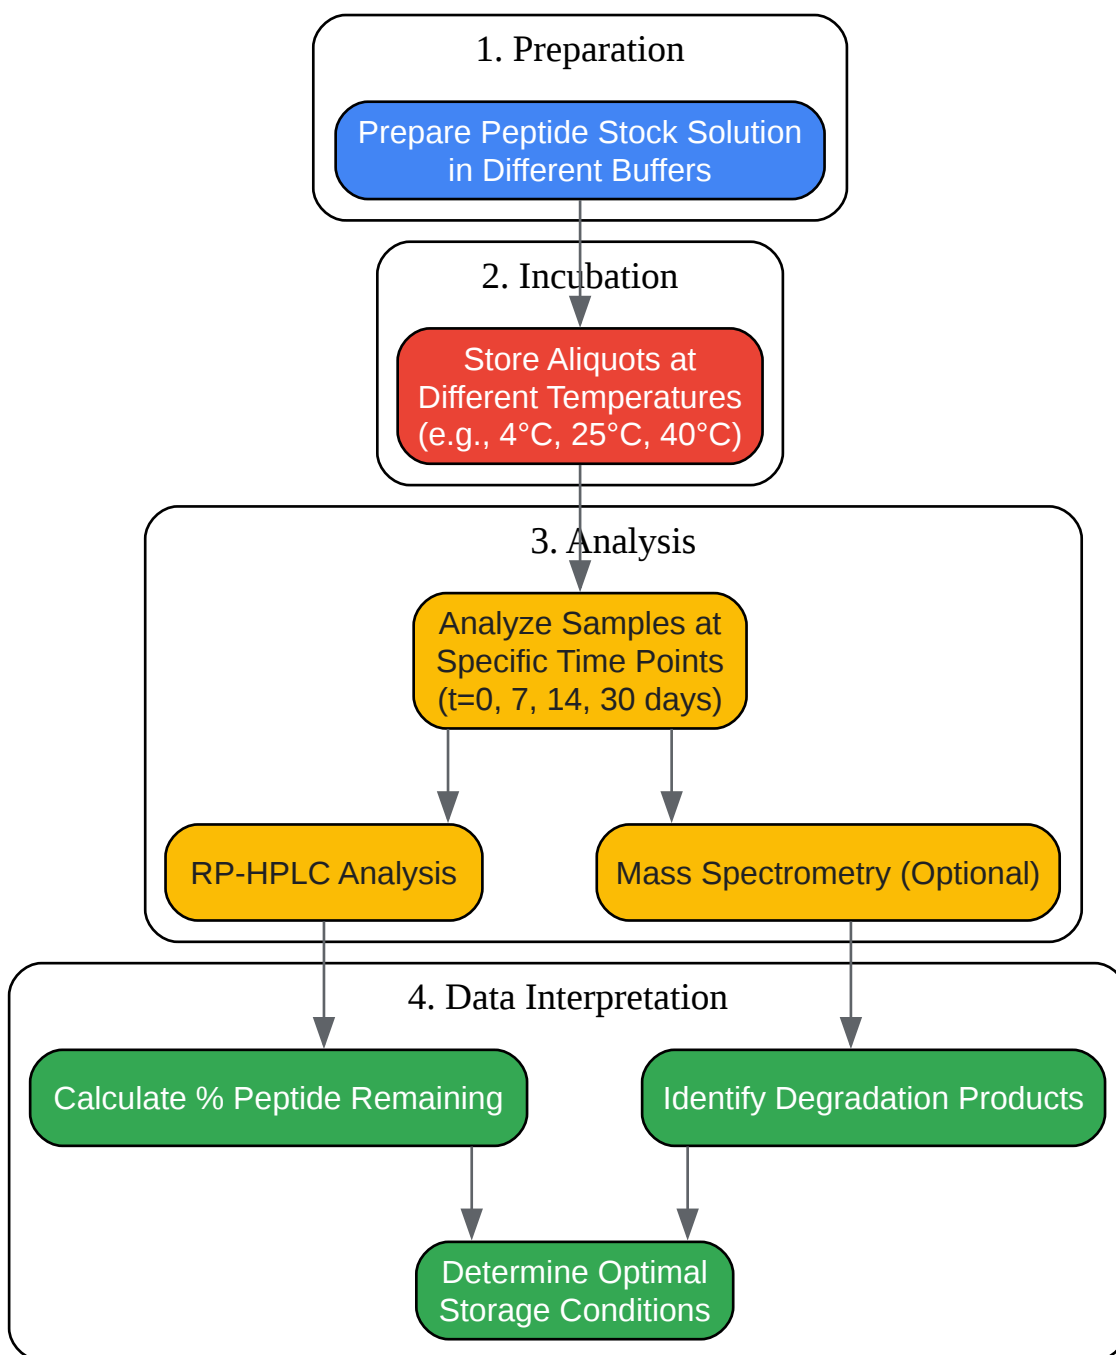 1. Preparation
Prepare Peptide Stock Solution
in Different Buffers
2. Incubation
Store Aliquots at
Different Temperatures
(e.g., 4°C, 25°C, 40°C)
3. Analysis
Analyze Samples at
Specific Time Points
(t=0, 7, 14, 30 days)
RP-HPLC Analysis
Mass Spectrometry (Optional)
4. Data Interpretation
Calculate % Peptide Remaining
Identify Degradation Products
Determine Optimal
Storage Conditions